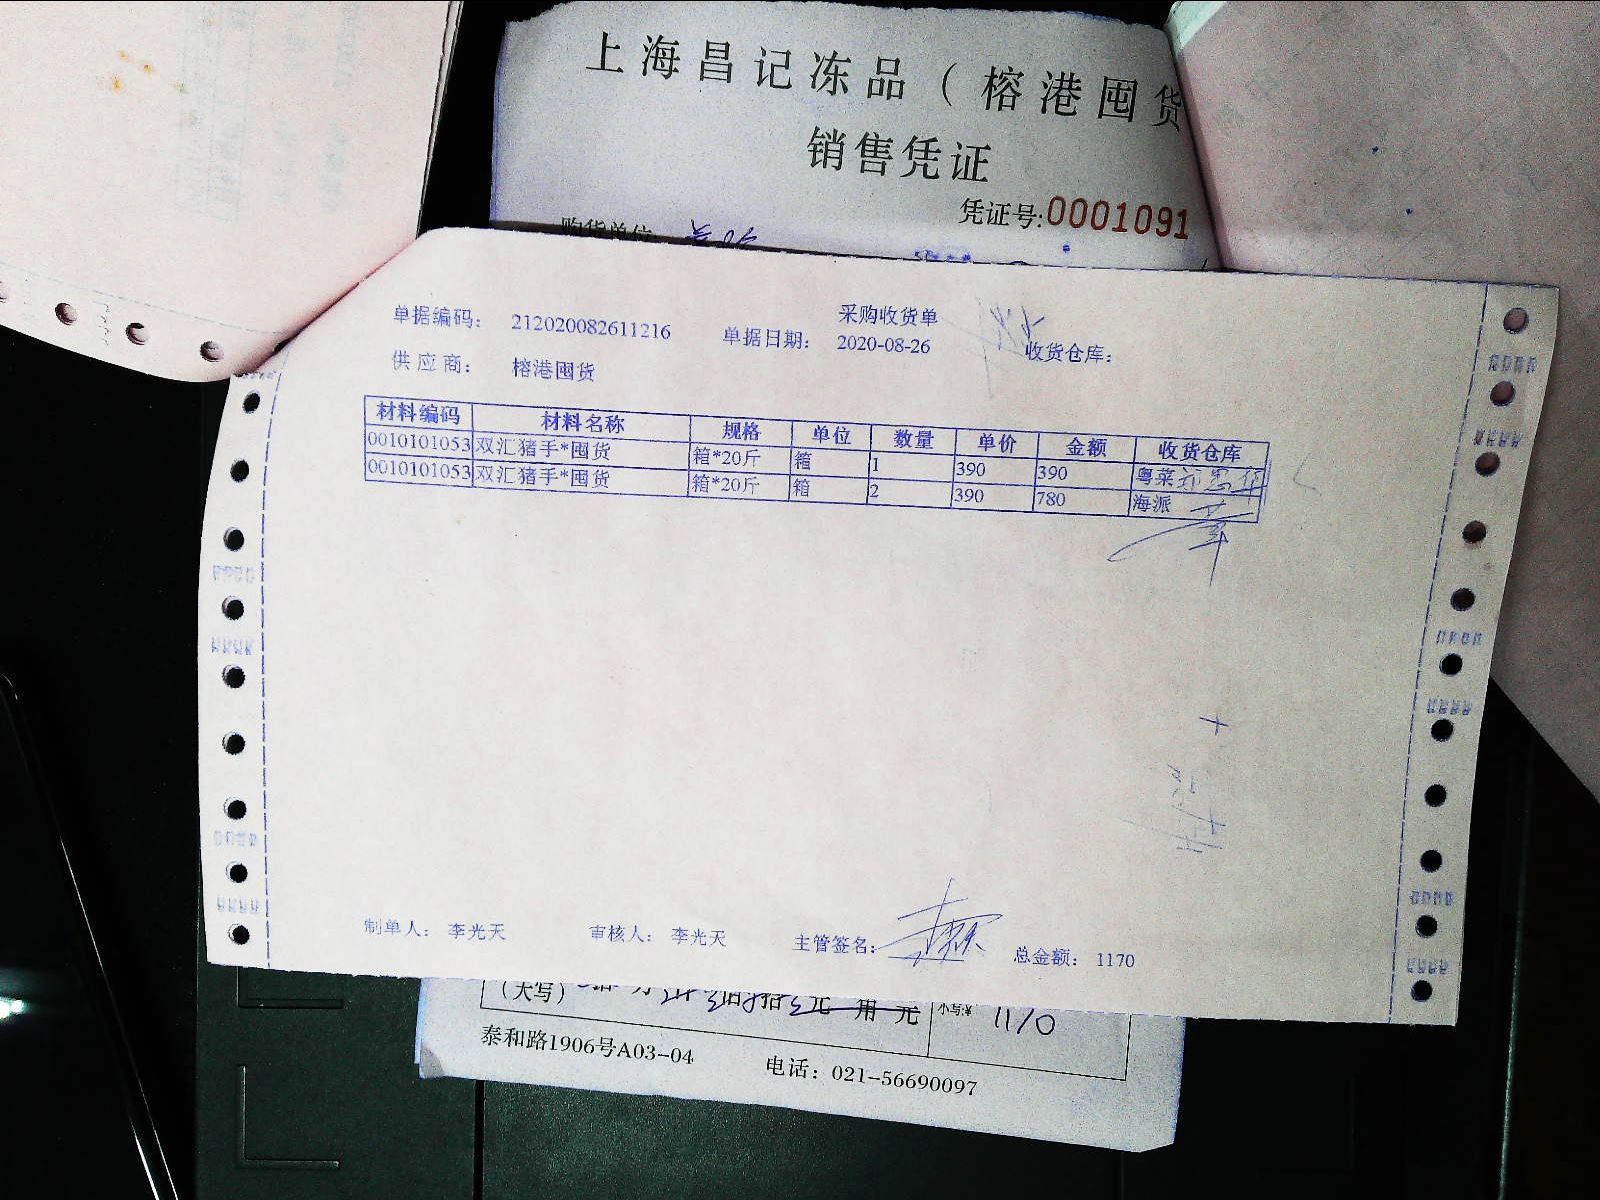 上海昌记冻品（榕港囤货
销售凭证
凭证号:0001091
购货单位
采购收货单
单据编码： 212020082611216 单据日期： 2020-08-26 收货仓库：
供应商： 榕港囤货
材料编码 材料名称 规格 单位 数量 单价 金额 收货仓库
0010101053 双汇猪手*囤货 箱*20斤 箱 1 390 390 粤菜
0010101053 双汇猪手*囤货 箱*20斤 箱 2 390 780 海派
制单人： 李光天 审核人： 李光天 主管签名： 总金额： 1170
（大写） 小写:¥ 1170
泰和路1906号A03-04 电话：021-56690097